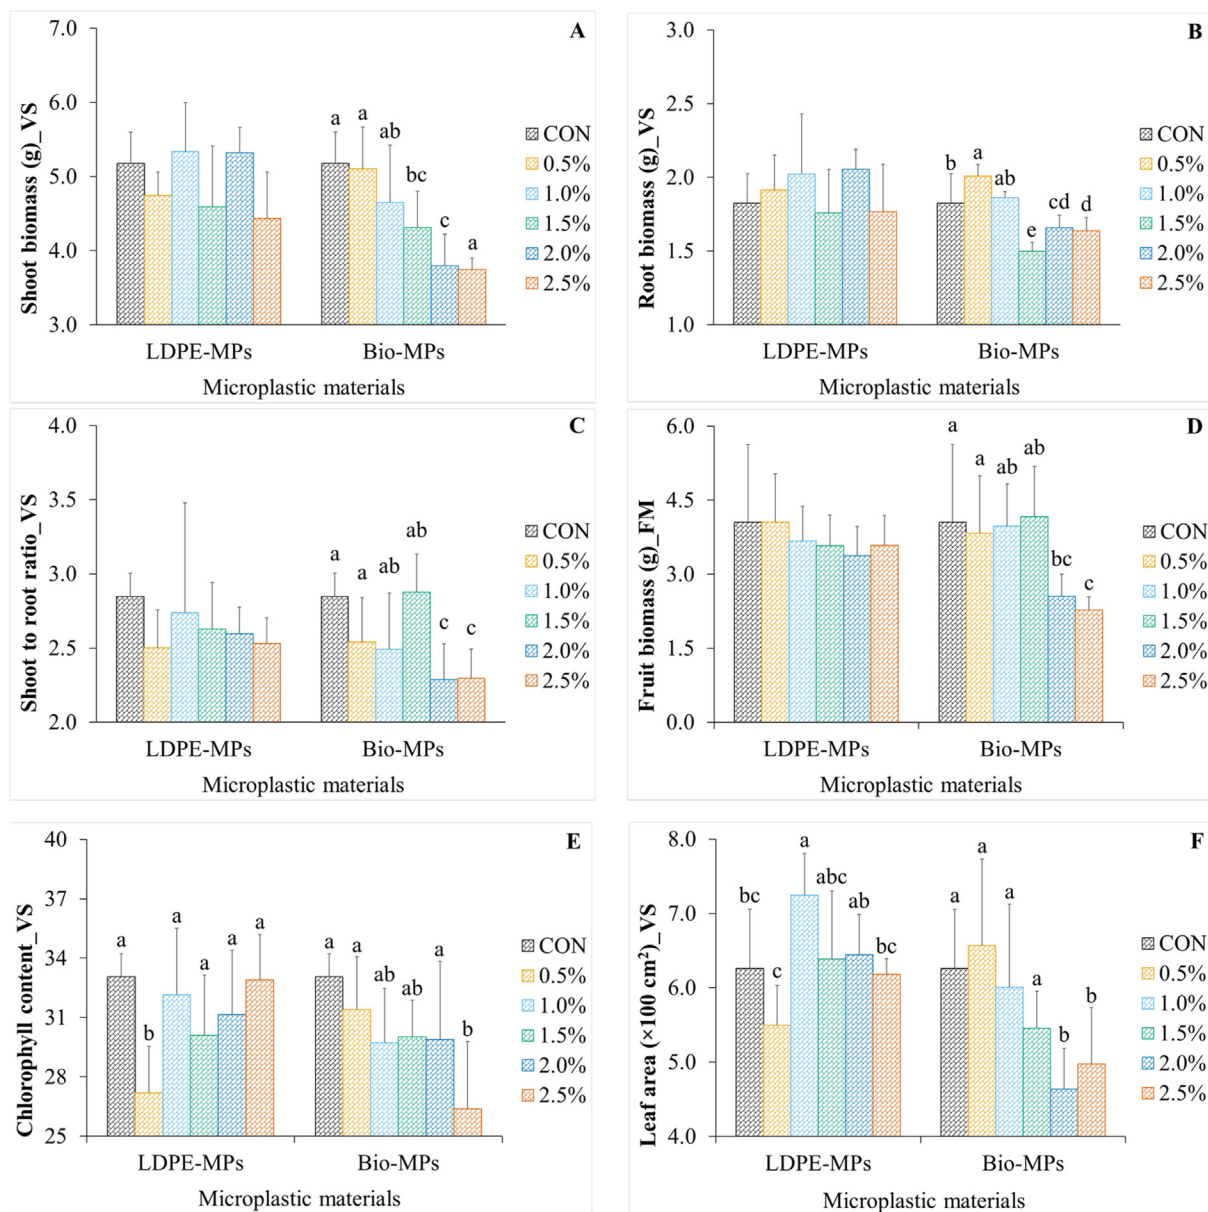 A
Shoot biomass (g)_VS
7.0
6.0
5.0
4.0
3.0
a a ab bc c a
LDPE-MPs Bio-MPs
Microplastic materials
CON
0.5%
1.0%
1.5%
2.0%
2.5%
B
Root biomass (g)_VS
3.0
2.5
2.0
1.5
1.0
b a ab e cd d
LDPE-MPs Bio-MPs
Microplastic materials
CON
0.5%
1.0%
1.5%
2.0%
2.5%
C
Shoot to root ratio_VS
4.0
3.5
3.0
2.5
2.0
a a ab ab c c
LDPE-MPs Bio-MPs
Microplastic materials
CON
0.5%
1.0%
1.5%
2.0%
2.5%
D
Fruit biomass (g)_FM
6.0
4.5
3.0
1.5
0.0
a a ab ab bc c
LDPE-MPs Bio-MPs
Microplastic materials
CON
0.5%
1.0%
1.5%
2.0%
2.5%
E
Chlorophyll content_VS
40
37
34
31
28
25
a b a a a a a a ab ab a b
LDPE-MPs Bio-MPs
Microplastic materials
CON
0.5%
1.0%
1.5%
2.0%
2.5%
F
Leaf area (×100 cm²)_VS
8.0
7.0
6.0
5.0
4.0
bc c a abc ab bc a a a a b b
LDPE-MPs Bio-MPs
Microplastic materials
CON
0.5%
1.0%
1.5%
2.0%
2.5%